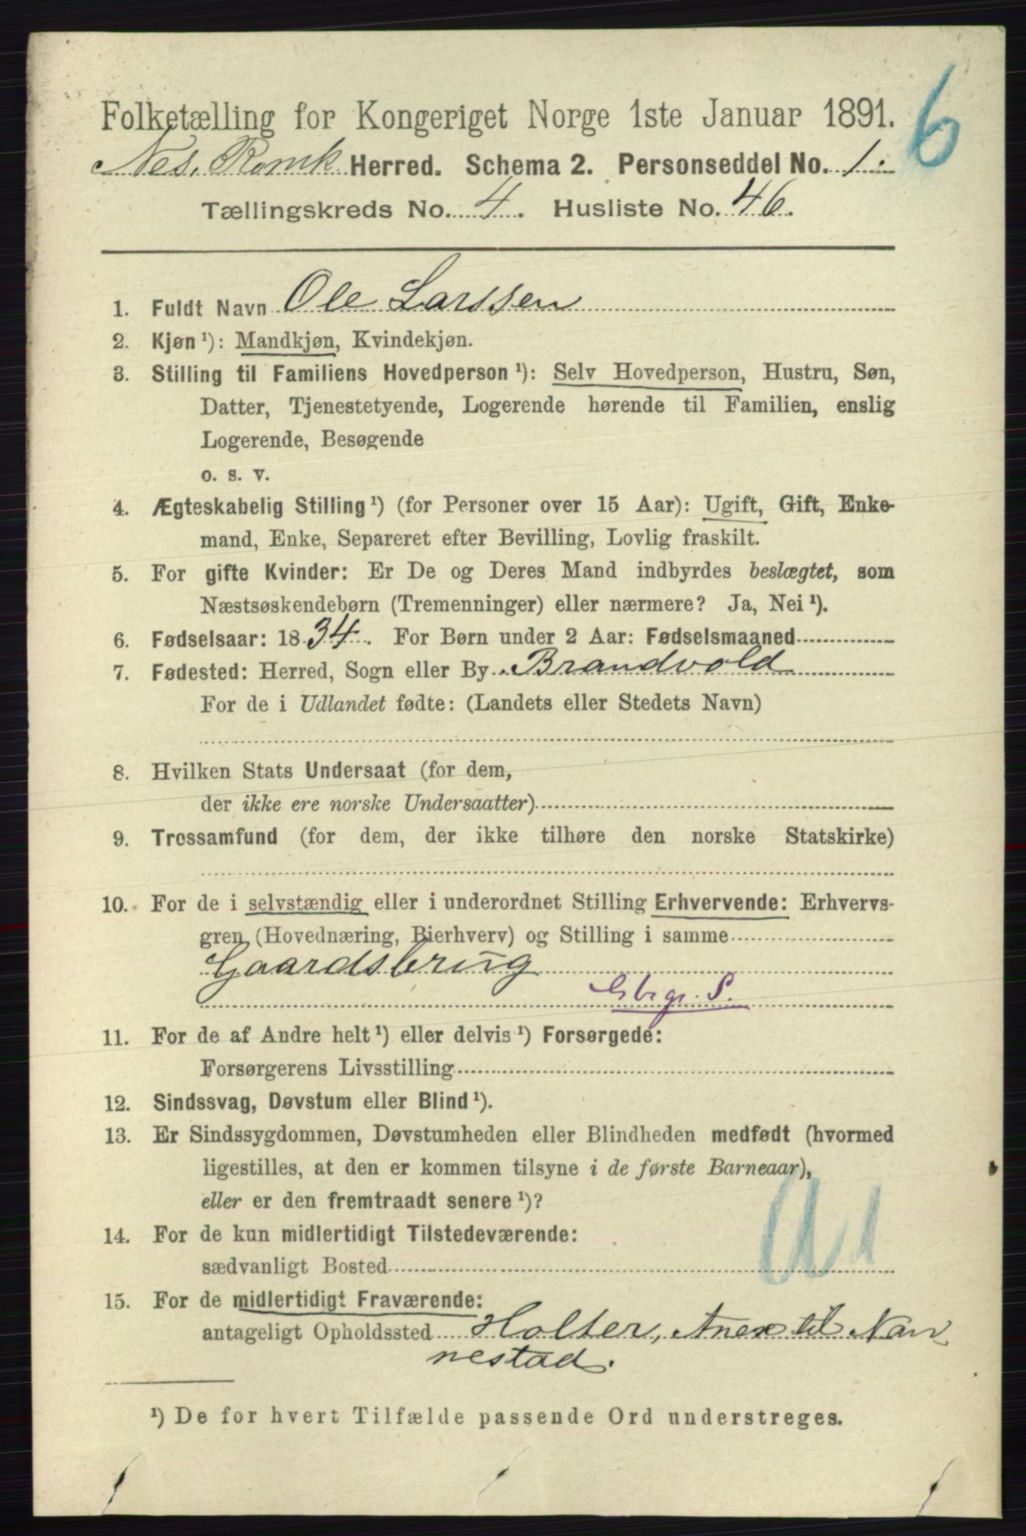 Folketælling for Kongeriget Norge 1ste Januar 1891.
6
Nes, Romk Herred. Schema 2. Personseddel No. 1.
Tællingskreds No. 4. Husliste No. 46.
1. Fuldt Navn Ole Larssen
2. Kjøn ¹): Mandkjøn, Kvindekjøn.
3. Stilling til Familiens Hovedperson ¹): Selv Hovedperson, Hustru, Søn,
Datter, Tjenestetyende, Logerende hørende til Familien, enslig
Logerende, Besøgende
o. s. v.
4. Ægteskabelig Stilling ¹) (for Personer over 15 Aar): Ugift, Gift, Enke-
mand, Enke, Separeret efter Bevilling, Lovlig fraskilt.
5. For gifte Kvinder: Er De og Deres Mand indbyrdes beslægtet, som
Næstsøskendebørn (Tremenninger) eller nærmere? Ja, Nei ¹).
6. Fødselsaar: 1834. For Børn under 2 Aar: Fødselsmaaned
7. Fødested: Herred, Sogn eller By Brandvold
For de i Udlandet fødte: (Landets eller Stedets Navn)
8. Hvilken Stats Undersaat (for dem,
der ikke ere norske Undersaatter)
9. Trossamfund (for dem, der ikke tilhøre den norske Statskirke)
10. For de i selvstændig eller i underordnet Stilling Erhvervende: Erhvervs-
gren (Hovednæring, Bierhverv) og Stilling i samme
Gaardsbrug
Gbgr. S.
11. For de af Andre helt ¹) eller delvis ¹) Forsørgede:
Forsørgerens Livsstilling
12. Sindssvag, Døvstum eller Blind ¹).
13. Er Sindssygdommen, Døvstumheden eller Blindheden medfødt (hvormed
ligestilles, at den er kommen tilsyne i de første Barneaar),
eller er den fremtraadt senere ¹)?
14. For de kun midlertidigt Tilstedeværende:
sædvanligt Bosted
15. For de midlertidigt Fraværende:
antageligt Opholdssted Holter, Anex til Nan
nestad.
¹) De for hvert Tilfælde passende Ord understreges.